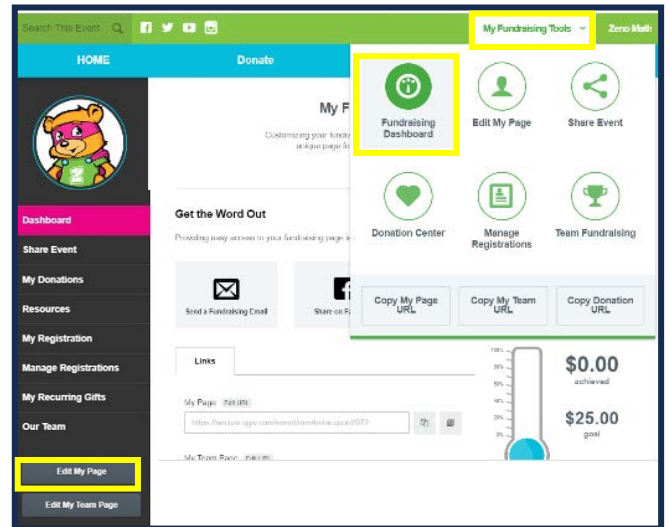 Search This Event
My Fundraising Tools
Zeno Math
HOME
Donate
My F
Customizing your fundra
unique page fo
Fundraising
Dashboard
Edit My Page
Share Event
Donation Center
Manage
Registrations
Team Fundraising
Copy My Page
URL
Copy My Team
URL
Copy Donation
URL
Dashboard
Share Event
My Donations
Resources
My Registration
Manage Registrations
My Recurring Gifts
Our Team
Edit My Page
Edit My Team Page
Get the Word Out
Providing easy access to your fundraising page is
Send a Fundraising Email
Share on Fa
Links
My Page Edit URL
My Team Page Edit URL
100%
$0.00
achieved
$25.00
goal